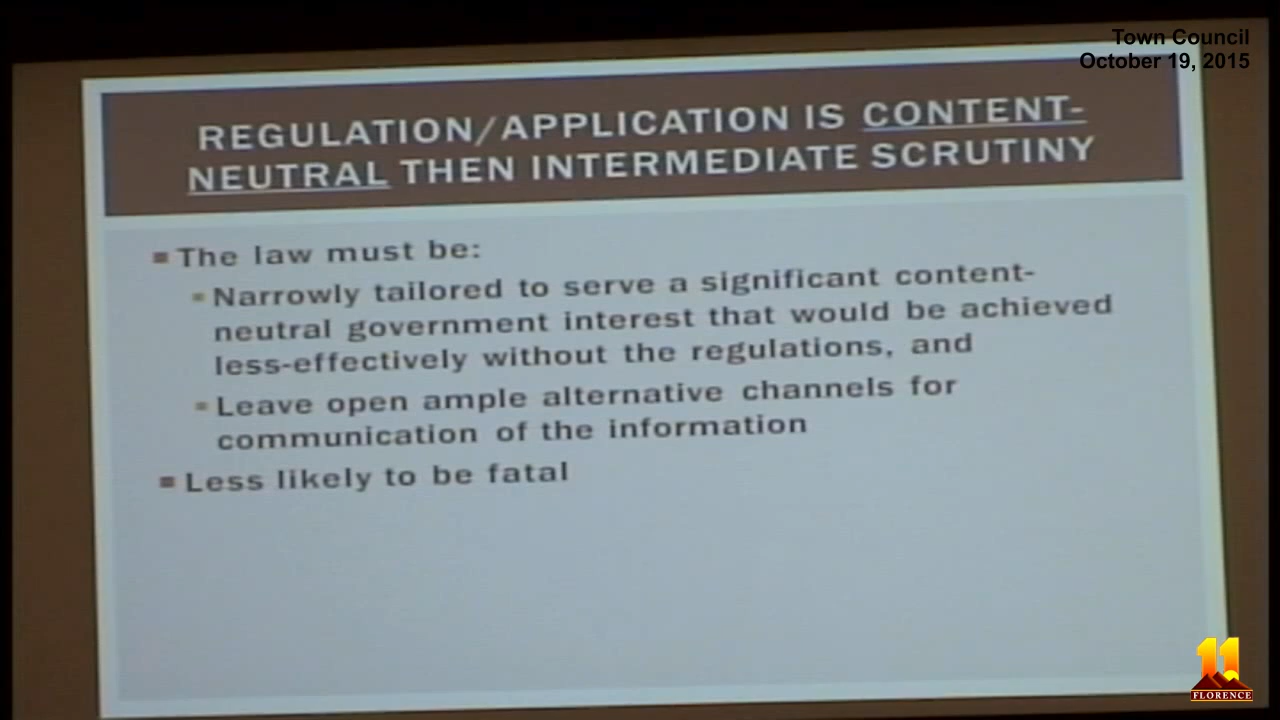 Town Council
October 19, 2015
REGULATION/APPLICATION IS CONTENT-
NEUTRAL THEN INTERMEDIATE SCRUTINY
The law must be:
Narrowly tailored to serve a significant content-
neutral government interest that would be achieved
less-effectively without the regulations, and
Leave open ample alternative channels for
communication of the information
Less likely to be fatal
11
FLORENCE